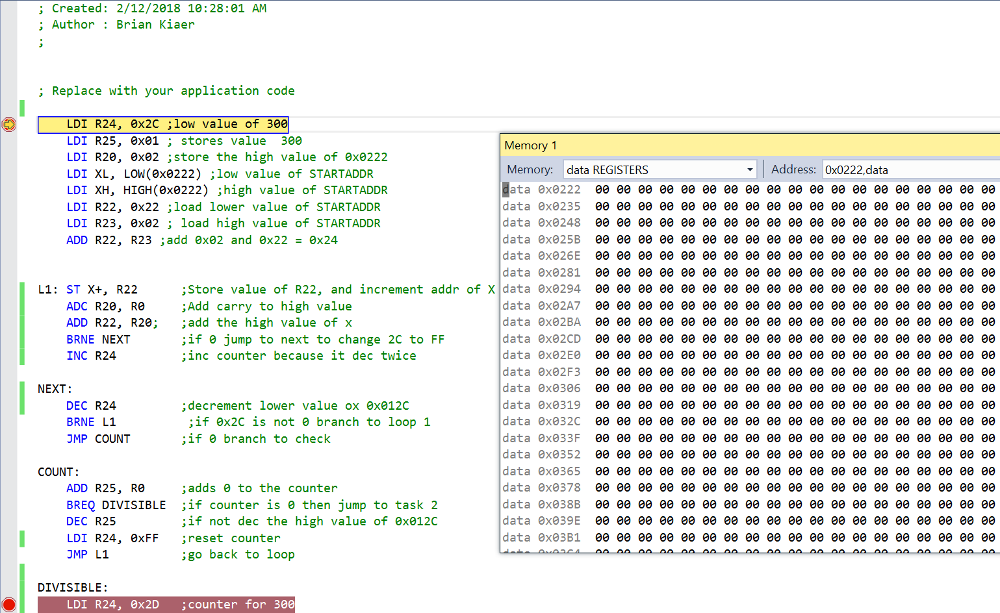 ; Created: 2/12/2018 10:28:01 AM
; Author : Brian Kiaer
;
; Replace with your application code
LDI R24, 0x2C ;low value of 300
LDI R25, 0x01 ; stores value  300
LDI R20, 0x02 ;store the high value of 0x0222
LDI XL, LOW(0x0222) ;low value of STARTADDR
LDI XH, HIGH(0x0222) ;high value of STARTADDR
LDI R22, 0x22 ;load lower value of STARTADDR
LDI R23, 0x02 ; load high value of STARTADDR
ADD R22, R23 ;add 0x02 and 0x22 = 0x24
L1: ST X+, R22      ;Store value of R22, and increment addr of X
ADC R20, R0     ;Add carry to high value
ADD R22, R20;   ;add the high value of x
BRNE NEXT       ;if 0 jump to next to change 2C to FF
INC R24         ;inc counter because it dec twice
NEXT:
DEC R24         ;decrement lower value ox 0x012C
BRNE L1          ;if 0x2C is not 0 branch to loop 1
JMP COUNT       ;if 0 branch to check
COUNT:
ADD R25, R0     ;adds 0 to the counter
BREQ DIVISIBLE  ;if counter is 0 then jump to task 2
DEC R25         ;if not dec the high value of 0x012C
LDI R24, 0xFF   ;reset counter
JMP L1          ;go back to loop
DIVISIBLE:
LDI R24, 0x2D   ;counter for 300
Memory 1
Memory: data REGISTERS Address: 0x0222,data
data 0x0222  00 00 00 00 00 00 00 00 00 00 00 00 00 00 00 00 00 00 00
data 0x0235  00 00 00 00 00 00 00 00 00 00 00 00 00 00 00 00 00 00 00
data 0x0248  00 00 00 00 00 00 00 00 00 00 00 00 00 00 00 00 00 00 00
data 0x025B  00 00 00 00 00 00 00 00 00 00 00 00 00 00 00 00 00 00 00
data 0x026E  00 00 00 00 00 00 00 00 00 00 00 00 00 00 00 00 00 00 00
data 0x0281  00 00 00 00 00 00 00 00 00 00 00 00 00 00 00 00 00 00 00
data 0x0294  00 00 00 00 00 00 00 00 00 00 00 00 00 00 00 00 00 00 00
data 0x02A7  00 00 00 00 00 00 00 00 00 00 00 00 00 00 00 00 00 00 00
data 0x02BA  00 00 00 00 00 00 00 00 00 00 00 00 00 00 00 00 00 00 00
data 0x02CD  00 00 00 00 00 00 00 00 00 00 00 00 00 00 00 00 00 00 00
data 0x02E0  00 00 00 00 00 00 00 00 00 00 00 00 00 00 00 00 00 00 00
data 0x02F3  00 00 00 00 00 00 00 00 00 00 00 00 00 00 00 00 00 00 00
data 0x0306  00 00 00 00 00 00 00 00 00 00 00 00 00 00 00 00 00 00 00
data 0x0319  00 00 00 00 00 00 00 00 00 00 00 00 00 00 00 00 00 00 00
data 0x032C  00 00 00 00 00 00 00 00 00 00 00 00 00 00 00 00 00 00 00
data 0x033F  00 00 00 00 00 00 00 00 00 00 00 00 00 00 00 00 00 00 00
data 0x0352  00 00 00 00 00 00 00 00 00 00 00 00 00 00 00 00 00 00 00
data 0x0365  00 00 00 00 00 00 00 00 00 00 00 00 00 00 00 00 00 00 00
data 0x0378  00 00 00 00 00 00 00 00 00 00 00 00 00 00 00 00 00 00 00
data 0x038B  00 00 00 00 00 00 00 00 00 00 00 00 00 00 00 00 00 00 00
data 0x039E  00 00 00 00 00 00 00 00 00 00 00 00 00 00 00 00 00 00 00
data 0x03B1  00 00 00 00 00 00 00 00 00 00 00 00 00 00 00 00 00 00 00